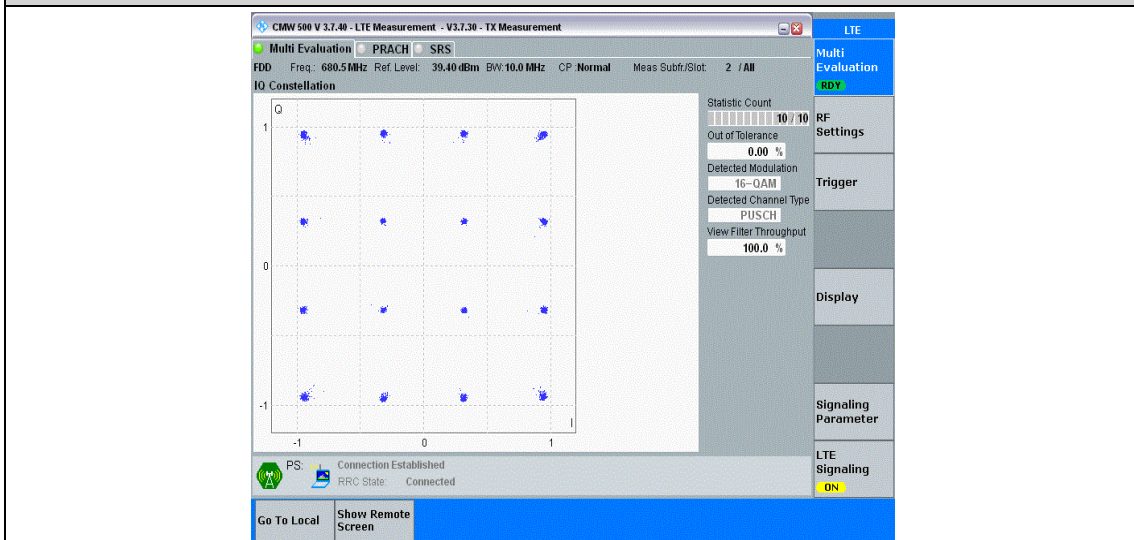 CMW 500 V 3.7.40 - LTE Measurement - V3.7.30 - TX Measurement
LTE
Multi Evaluation PRACH SRS
FDD Freq.: 680.5 MHz Ref. Level: 39.40 dBm BW: 10.0 MHz CP :Normal Meas Subfr./Slot: 2 / All
IQ Constellation
Q
1
0
-1
-1 0 1
I
Statistic Count
10 / 10
Out of Tolerance
0.00 %
Detected Modulation
16-QAM
Detected Channel Type
PUSCH
View Filter Throughput
100.0 %
Multi
Evaluation
RDY
RF
Settings
Trigger
Display
Signaling
Parameter
LTE
Signaling
ON
PS: Connection Established
RRC State: Connected
Go To Local
Show Remote
Screen